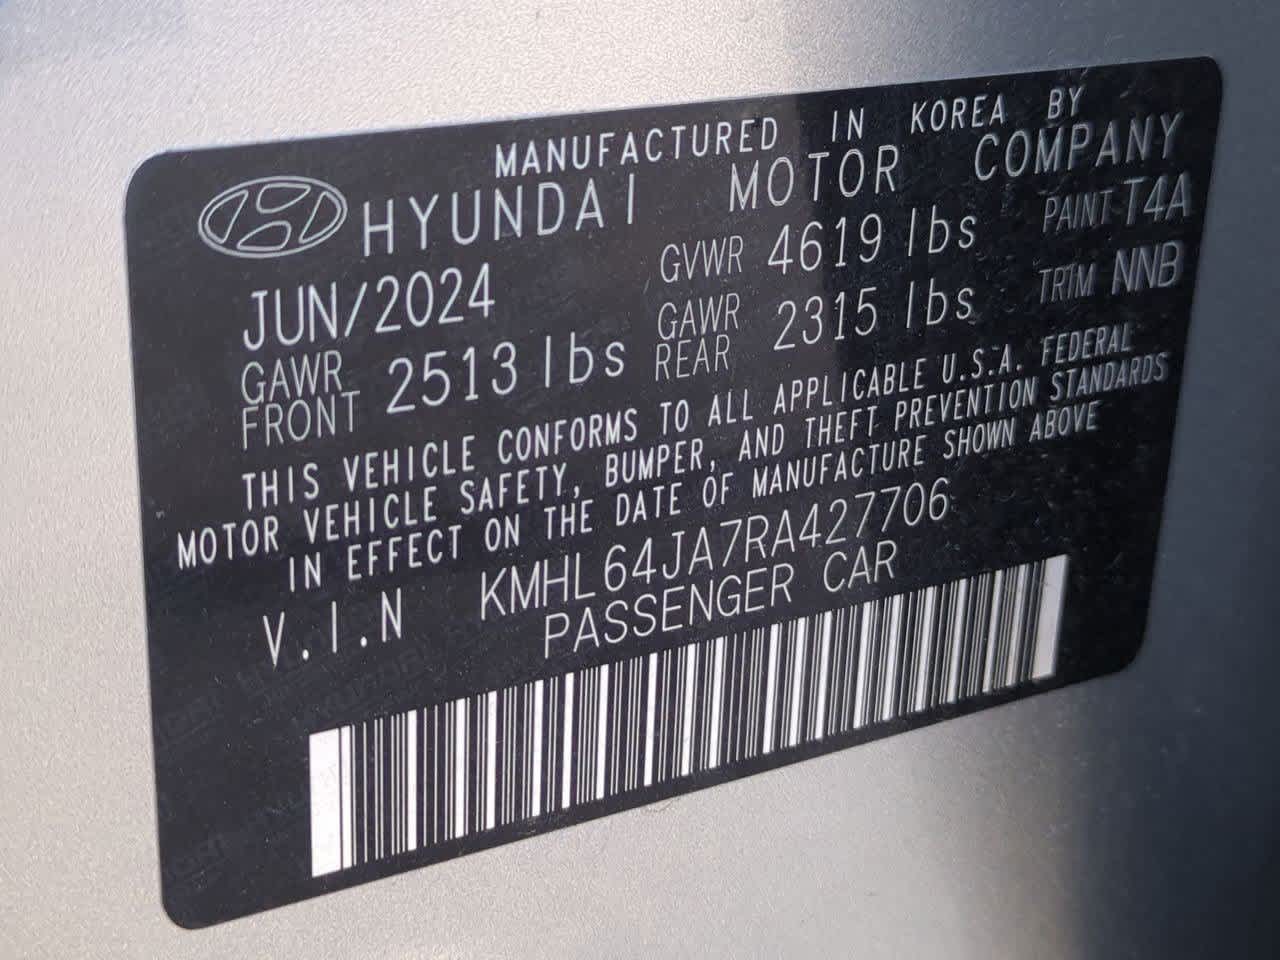 MANUFACTURED IN KOREA BY
HYUNDAI MOTOR COMPANY
JUN/2024 GVWR 4619 lbs PAINT T4A
GAWR FRONT 2513 lbs GAWR REAR 2315 lbs TRIM NNB
THIS VEHICLE CONFORMS TO ALL APPLICABLE U.S.A. FEDERAL
MOTOR VEHICLE SAFETY, BUMPER, AND THEFT PREVENTION STANDARDS
IN EFFECT ON THE DATE OF MANUFACTURE SHOWN ABOVE
V.I.N KMHL64JA7RA427706
PASSENGER CAR